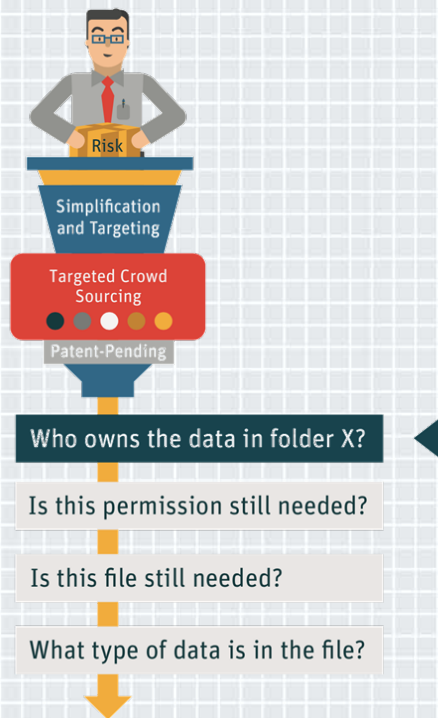 Risk
Simplification
and Targeting
Targeted Crowd
Sourcing
Patent-Pending
Who owns the data in folder X?
Is this permission still needed?
Is this file still needed?
What type of data is in the file?